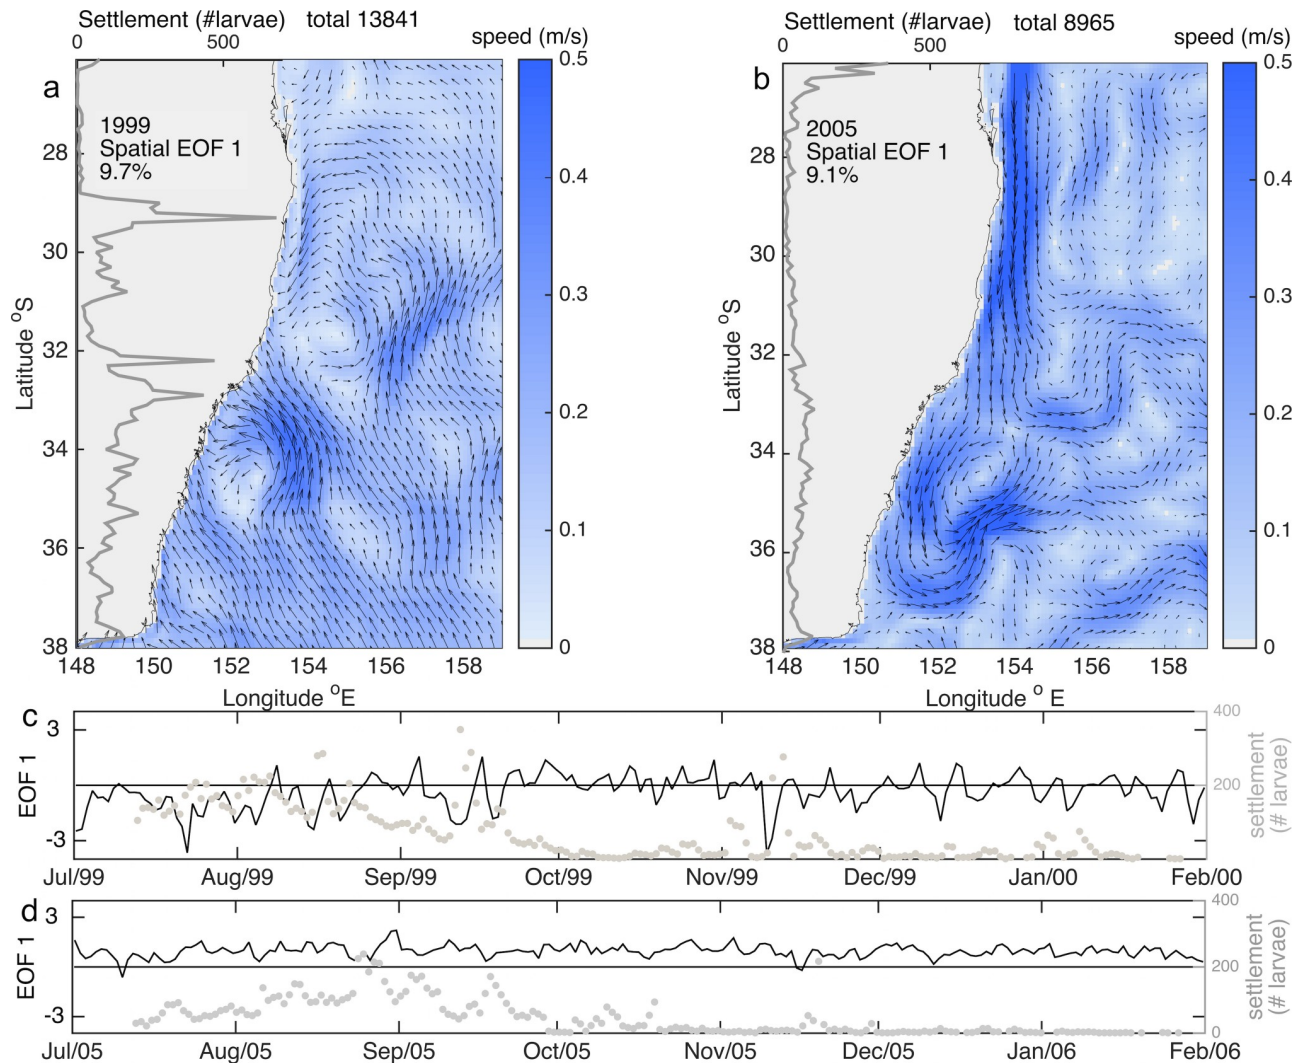 Settlement (#larvae) total 13841
0 500
speed (m/s)
a
1999
Spatial EOF 1
9.7%
Latitude °S
28
30
32
34
36
38
148 150 152 154 156 158
Longitude °E
0.5
0.4
0.3
0.2
0.1
0
Settlement (#larvae) total 8965
0 500
speed (m/s)
b
2005
Spatial EOF 1
9.1%
Latitude °S
28
30
32
34
36
38
148 150 152 154 156 158
Longitude °E
0.5
0.4
0.3
0.2
0.1
0
c
EOF 1
3
-3
400
200
settlement
(# larvae)
Jul/99 Aug/99 Sep/99 Oct/99 Nov/99 Dec/99 Jan/00 Feb/00
d
EOF 1
3
-3
400
200
0
settlement
(# larvae)
Jul/05 Aug/05 Sep/05 Oct/05 Nov/05 Dec/05 Jan/06 Feb/06